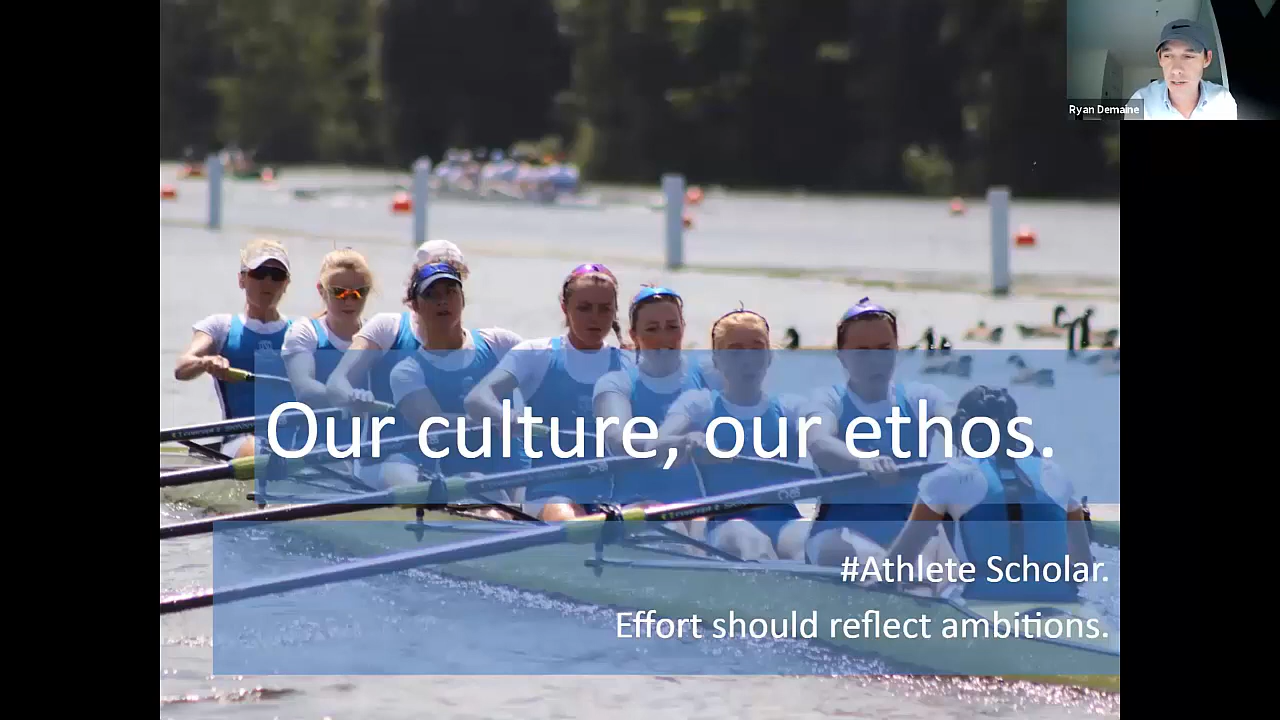 Ryan Demaine
Our culture, our ethos.
#Athlete Scholar.
Effort should reflect ambitions.